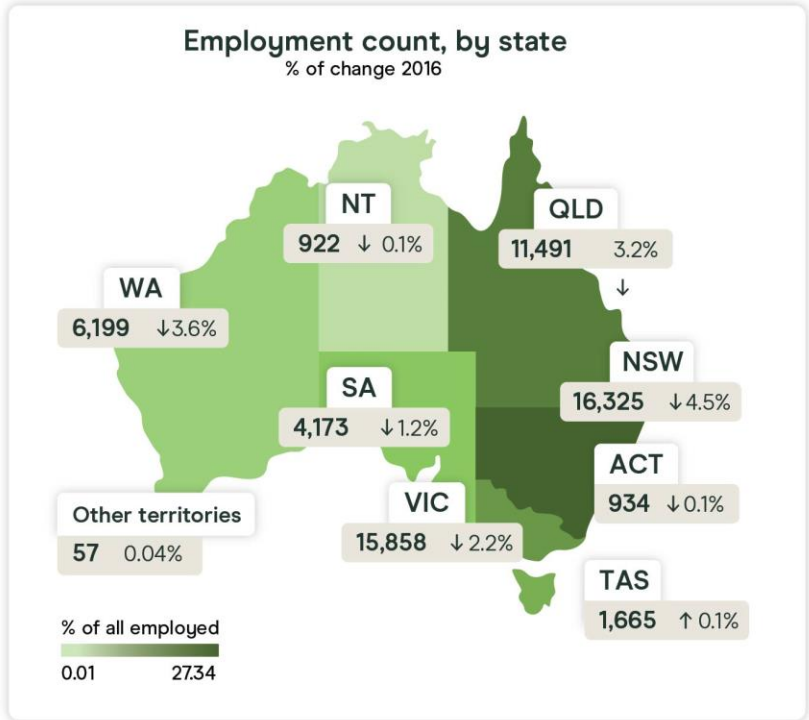 Employment count, by state
% of change 2016
NT
922 ↓ 0.1%
QLD
11,491 3.2%
↓
WA
6,199 ↓3.6%
NSW
16,325 ↓4.5%
SA
4,173 ↓1.2%
ACT
934 ↓0.1%
VIC
15,858 ↓2.2%
Other territories
57 0.04%
TAS
1,665 ↑0.1%
% of all employed
0.01 27.34